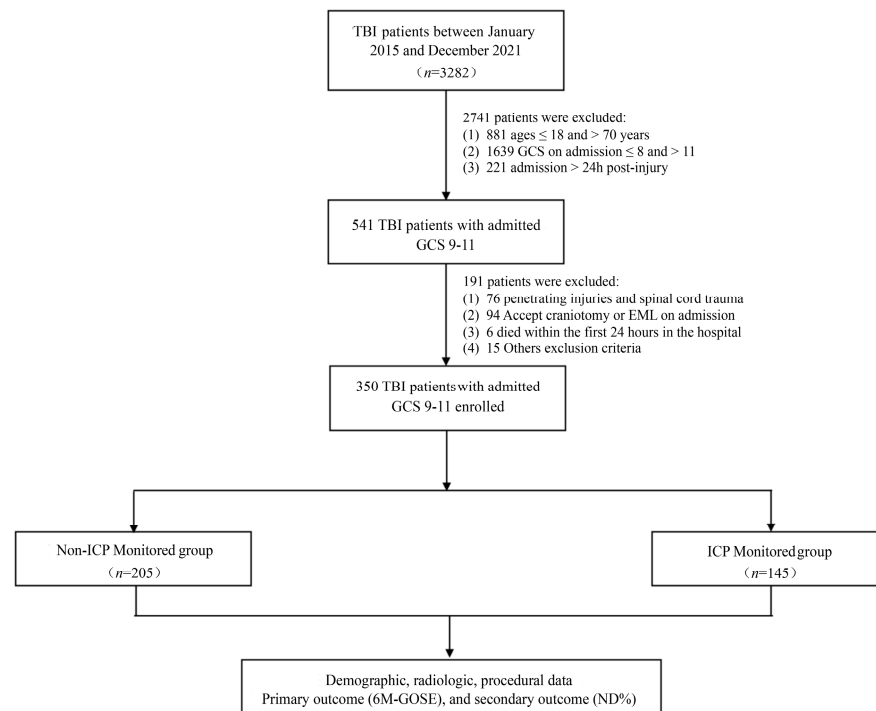 TBI patients between January
2015 and December 2021
（n=3282）
2741 patients were excluded:
(1) 881 ages ≤ 18 and > 70 years
(2) 1639 GCS on admission ≤ 8 and > 11
(3) 221 admission > 24h post-injury
541 TBI patients with admitted
GCS 9-11
191 patients were excluded:
(1) 76 penetrating injuries and spinal cord trauma
(2) 94 Accept craniotomy or EML on admission
(3) 6 died within the first 24 hours in the hospital
(4) 15 Others exclusion criteria
350 TBI patients with admitted
GCS 9-11 enrolled
Non-ICP Monitored group
（n=205）
ICP Monitored group
（n=145）
Demographic, radiologic, procedural data
Primary outcome (6M-GOSE), and secondary outcome (ND%)